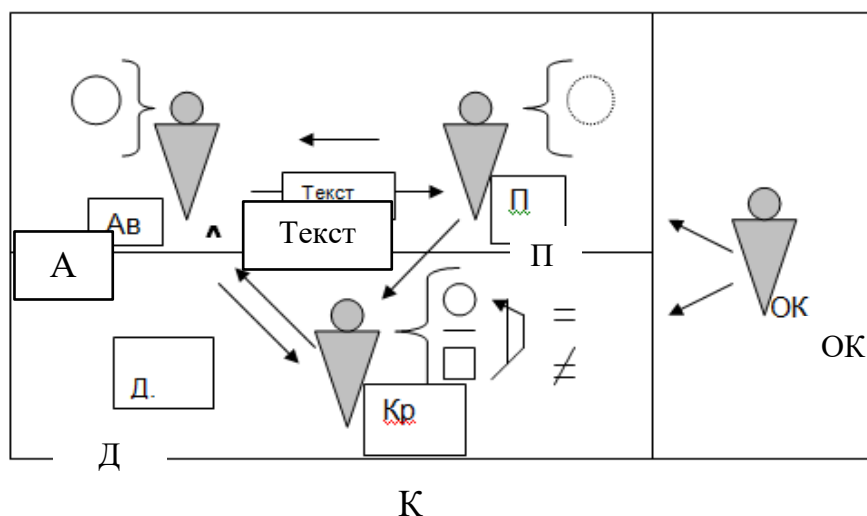 Текст
П
Ав
Текст
П
А
ОК
ОК
=
≠
Д.
Кр
Д
К